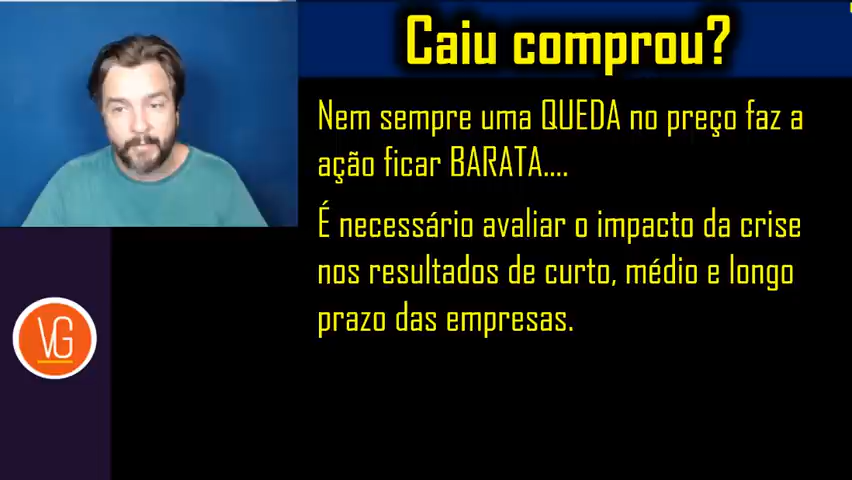 Caiu comprou?
Nem sempre uma QUEDA no preço faz a
ação ficar BARATA....
É necessário avaliar o impacto da crise
nos resultados de curto, médio e longo
prazo das empresas.
VG